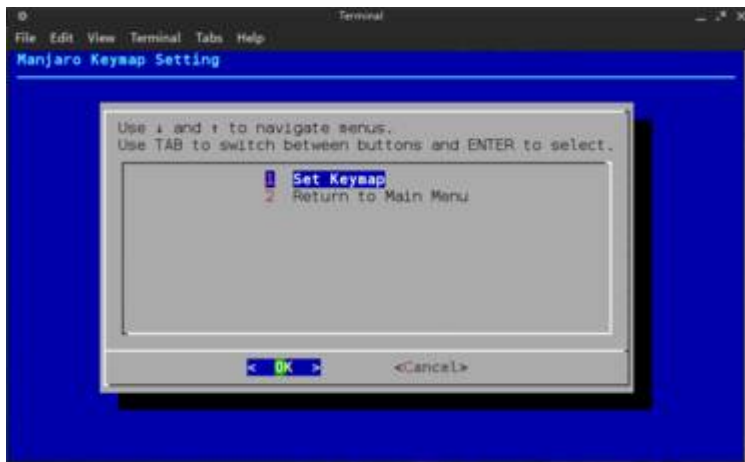 Terminal
File Edit View Terminal Tabs Help
Manjaro Keymap Setting
Use ↓ and ↑ to navigate menus.
Use TAB to switch between buttons and ENTER to select.
1 Set Keymap
2 Return to Main Menu
< OK > <Cancel>